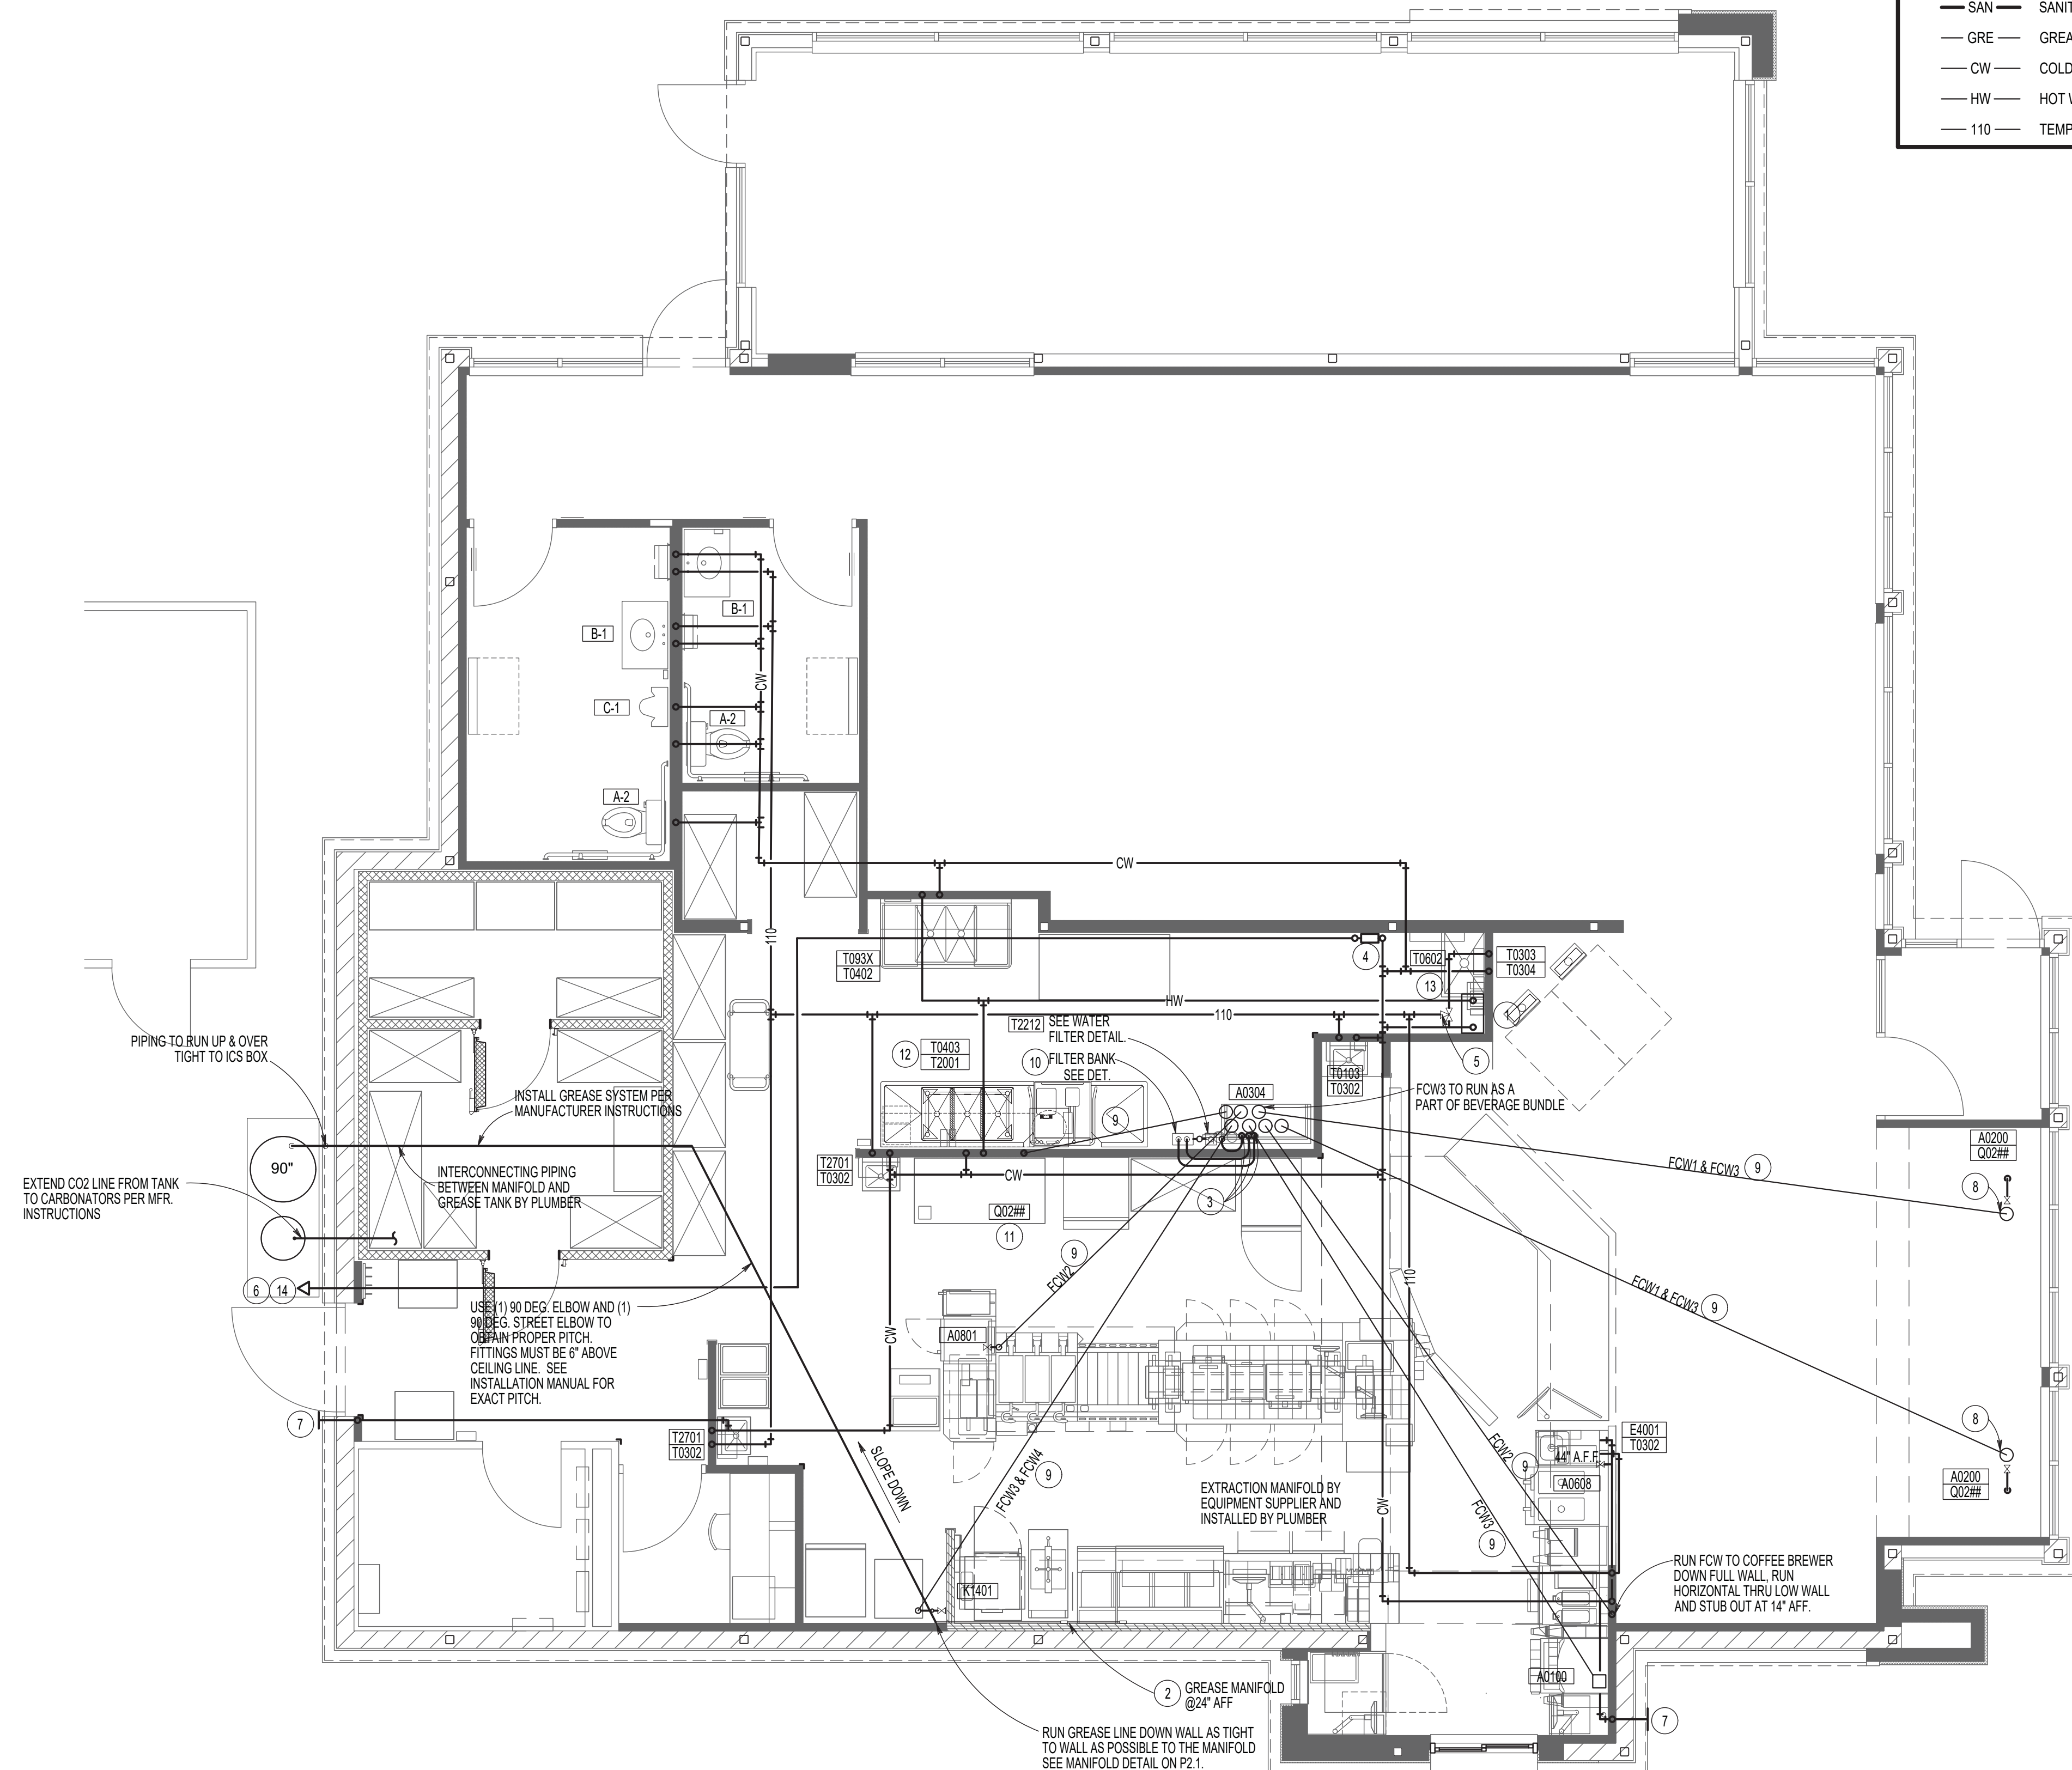 SAN
GRE
CW
COLD
HW
110
B-1
B-1
C-1
A-2
A-2
CW
CW
110
T093X
T0402
4
T0602
13
T0303
T0304
1
HW
110
5
PIPING TO RUN UP & OVER
TIGHT TO ICS BOX
INSTALL GREASE SYSTEM PER
MANUFACTURER INSTRUCTIONS
12
T0403
T2001
T2212
SEE WATER
FILTER DETAIL.
10
FILTER BANK
SEE DET.
T0103
T0302
A0304
FCW3 TO RUN AS A
PART OF BEVERAGE BUNDLE
9
90"
INTERCONNECTING PIPING
BETWEEN MANIFOLD AND
GREASE TANK BY PLUMBER
EXTEND CO2 LINE FROM TANK
TO CARBONATORS PER MFR.
INSTRUCTIONS
T2701
T0302
CW
Q02##
11
3
FCW1 & FCW3
9
A0200
Q02##
8
FCW2
9
FCW1 & FCW3
9
110
6
14
USE (1) 90 DEG. ELBOW AND (1)
90 DEG. STREET ELBOW TO
OBTAIN PROPER PITCH.
FITTINGS MUST BE 6" ABOVE
CEILING LINE. SEE
INSTALLATION MANUAL FOR
EXACT PITCH.
CW
A0801
7
T2701
T0302
SLOPE DOWN
FCW3 & FCW4
9
EXTRACTION MANIFOLD BY
EQUIPMENT SUPPLIER AND
INSTALLED BY PLUMBER
CW
FCW2
9
FCW3
9
E4001
T0302
44" A.F.F.
A0608
8
A0200
Q02##
K1401
RUN FCW TO COFFEE BREWER
DOWN FULL WALL, RUN
HORIZONTAL THRU LOW WALL
AND STUB OUT AT 14" AFF.
A0100
7
2
GREASE MANIFOLD
@24" AFF
RUN GREASE LINE DOWN WALL AS TIGHT
TO WALL AS POSSIBLE TO THE MANIFOLD
SEE MANIFOLD DETAIL ON P2.1.